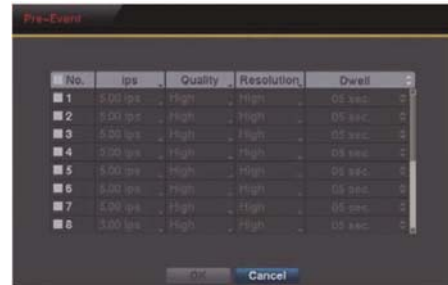 Pre-Event
No. ips Quality Resolution Dwell
1 5.00 ips High High 05 sec.
2 5.00 ips High High 05 sec.
3 5.00 ips High High 05 sec.
4 5.00 ips High High 05 sec.
5 5.00 ips High High 05 sec.
6 5.00 ips High High 05 sec.
7 5.00 ips High High 05 sec.
8 5.00 ips High High 05 sec.
OK Cancel